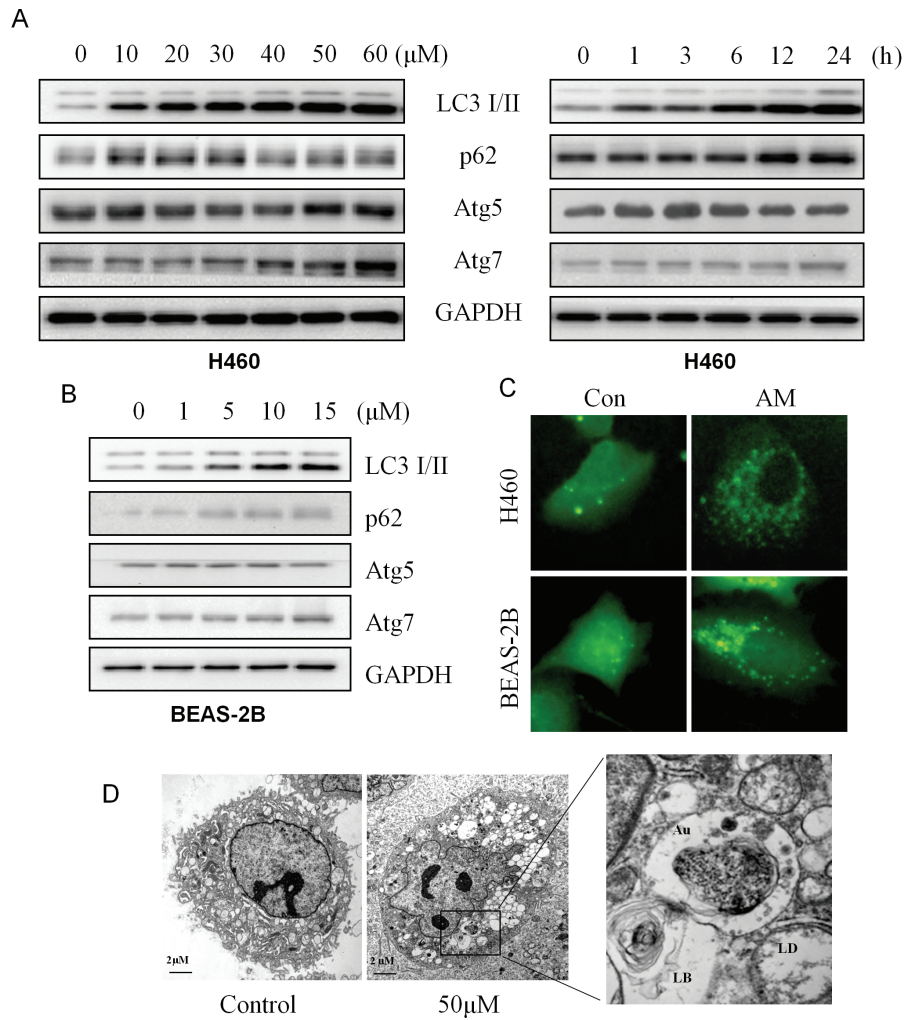 A
0 10 20 30 40 50 60 (μM)
0 1 3 6 12 24 (h)
LC3 I/II
p62
Atg5
Atg7
GAPDH
H460
H460
B
0 1 5 10 15 (μM)
LC3 I/II
p62
Atg5
Atg7
GAPDH
BEAS-2B
C
Con AM
H460
BEAS-2B
D
2μM
Control
2μM
50μM
Au
LB
LD